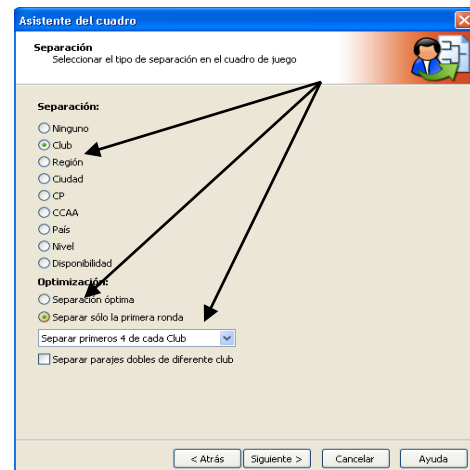 Asistente del cuadro
Separación
Seleccionar el tipo de separación en el cuadro de juego
Separación:
Ninguno
Club
Región
Ciudad
CP
CCAA
País
Nivel
Disponibilidad
Optimización:
Separación óptima
Separar sólo la primera ronda
Separar primeros 4 de cada Club
Separar parajes dobles de diferente club
< Atrás Siguiente > Cancelar Ayuda